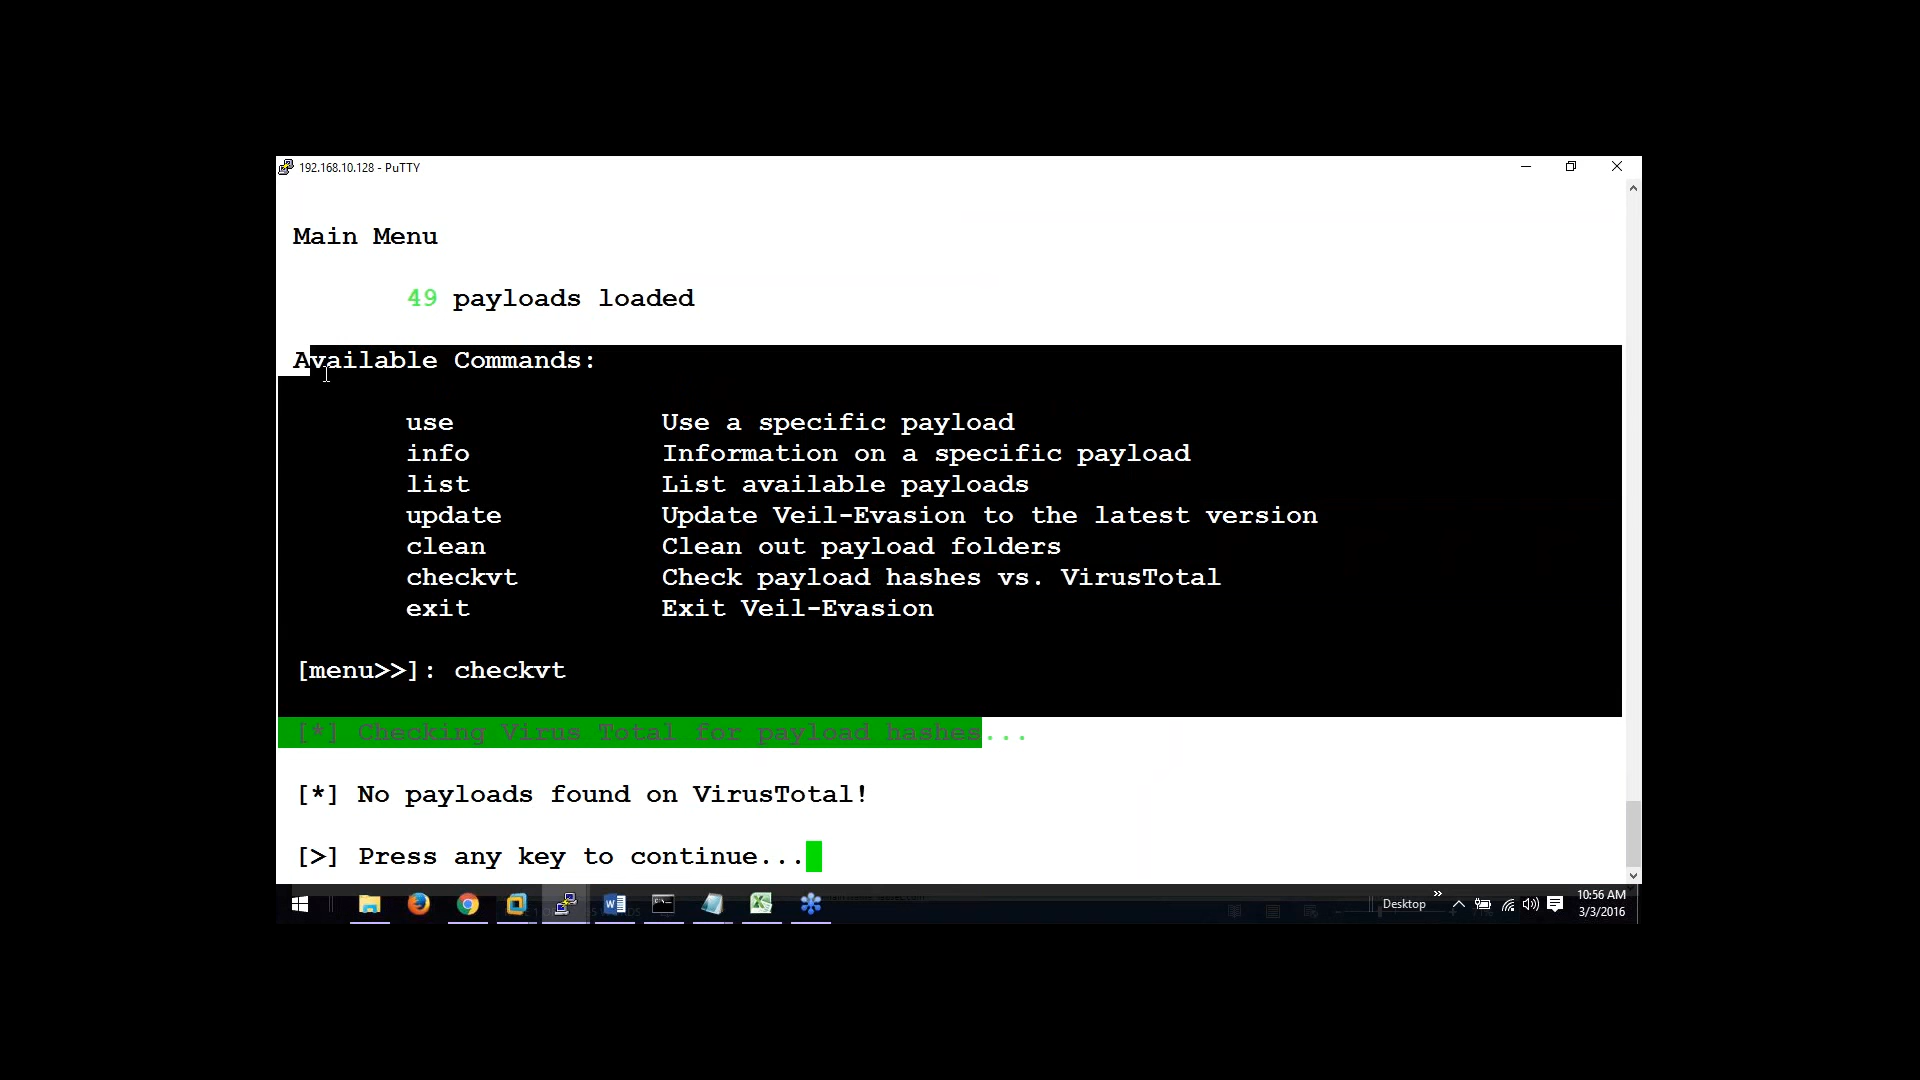 192.168.10.128 - PuTTY
Main Menu
49 payloads loaded
Available Commands:
use Use a specific payload
info Information on a specific payload
list List available payloads
update Update Veil-Evasion to the latest version
clean Clean out payload folders
checkvt Check payload hashes vs. VirusTotal
exit Exit Veil-Evasion
[menu>>]: checkvt
[*] Checking Virus Total for payload hashes...
[*] No payloads found on VirusTotal!
[>] Press any key to continue...
Desktop
10:56 AM
3/3/2016